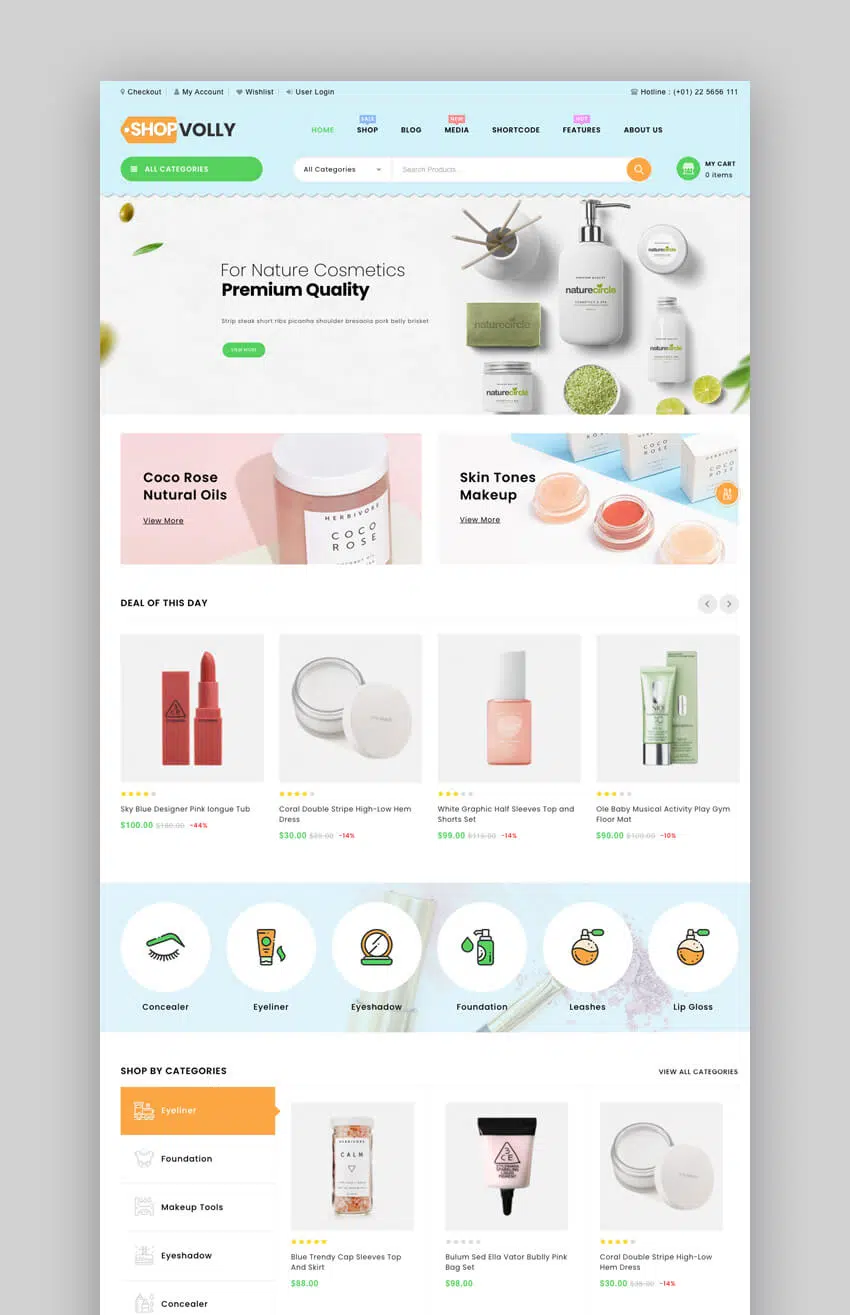 Checkout My Account Wishlist User Login Hotline : (+01) 22 5656 111
SHOPVOLLY
SALE NEW HOT
HOME SHOP BLOG MEDIA SHORTCODE FEATURES ABOUT US
ALL CATEGORIES All Categories Search Products... MY CART
0 items
For Nature Cosmetics
Premium Quality
Strip steak short ribs picanha shoulder bresaola pork belly brisket
VIEW MORE
naturecircle
naturecircle
naturecircle
naturecircle
Coco Rose
Nutural Oils
View More
HERBIVORE
COCO
ROSE
Skin Tones
Makeup
View More
DEAL OF THIS DAY
Sky Blue Designer Pink longue Tub
$100.00 $180.00 -44%
Coral Double Stripe High-Low Hem
Dress
$30.00 $35.00 -14%
White Graphic Half Sleeves Top and
Shorts Set
$99.00 $115.00 -14%
Ole Baby Musical Activity Play Gym
Floor Mat
$90.00 $100.00 -10%
Concealer Eyeliner Eyeshadow Foundation Leashes Lip Gloss
SHOP BY CATEGORIES VIEW ALL CATEGORIES
Eyeliner
Foundation
Makeup Tools
Eyeshadow
Concealer
HERBIVORE
CALM
3
CE
Blue Trendy Cap Sleeves Top
And Skirt
$88.00
Bulum Sed Ella Vator Bublly Pink
Bag Set
$98.00
Coral Double Stripe High-Low
Hem Dress
$30.00 $35.00 -14%